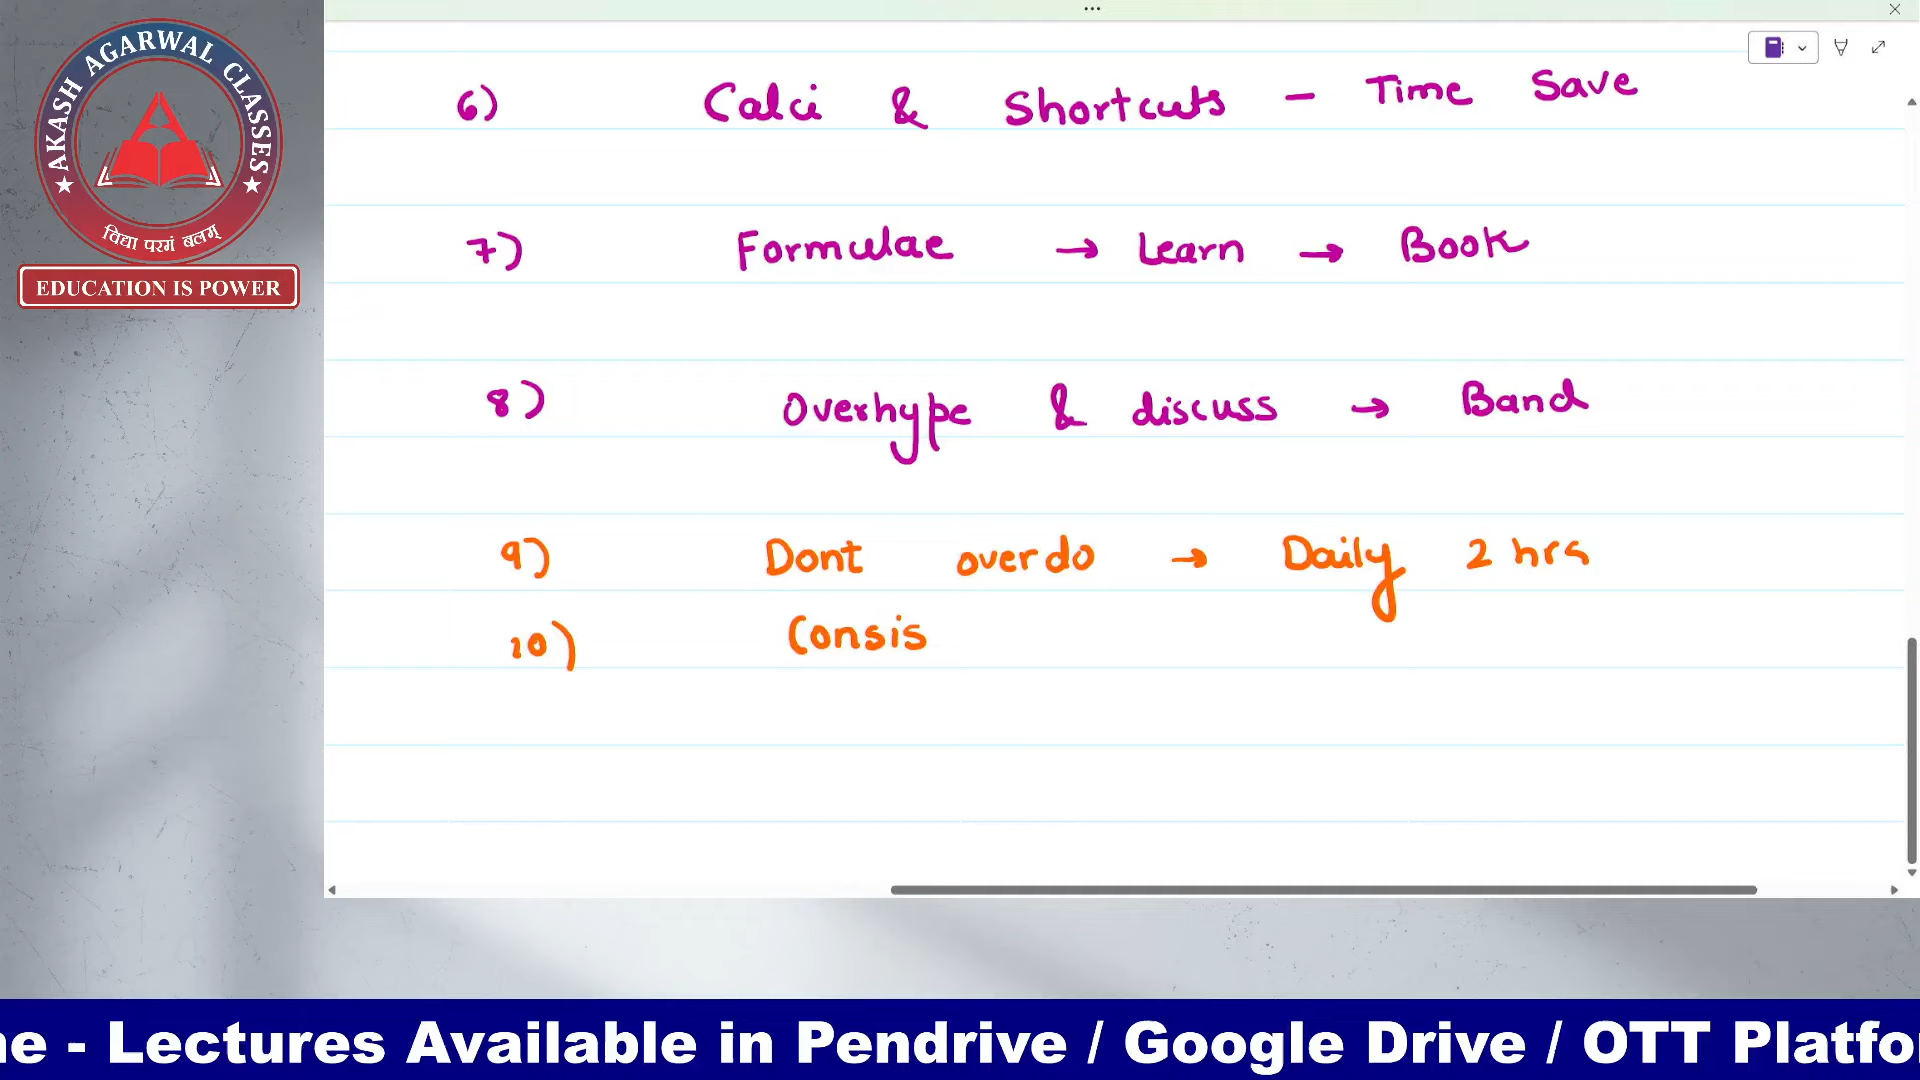 AKASH AGARWAL CLASSES
विद्या परमं बलम्
EDUCATION IS POWER
6) Calci & Shortcuts - Time Save
7) Formulae → Learn → Book
8) Overhype & discuss → Band
9) Dont overdo → Daily 2 hrs
10) Consis
ne - Lectures Available in Pendrive / Google Drive / OTT Platfo